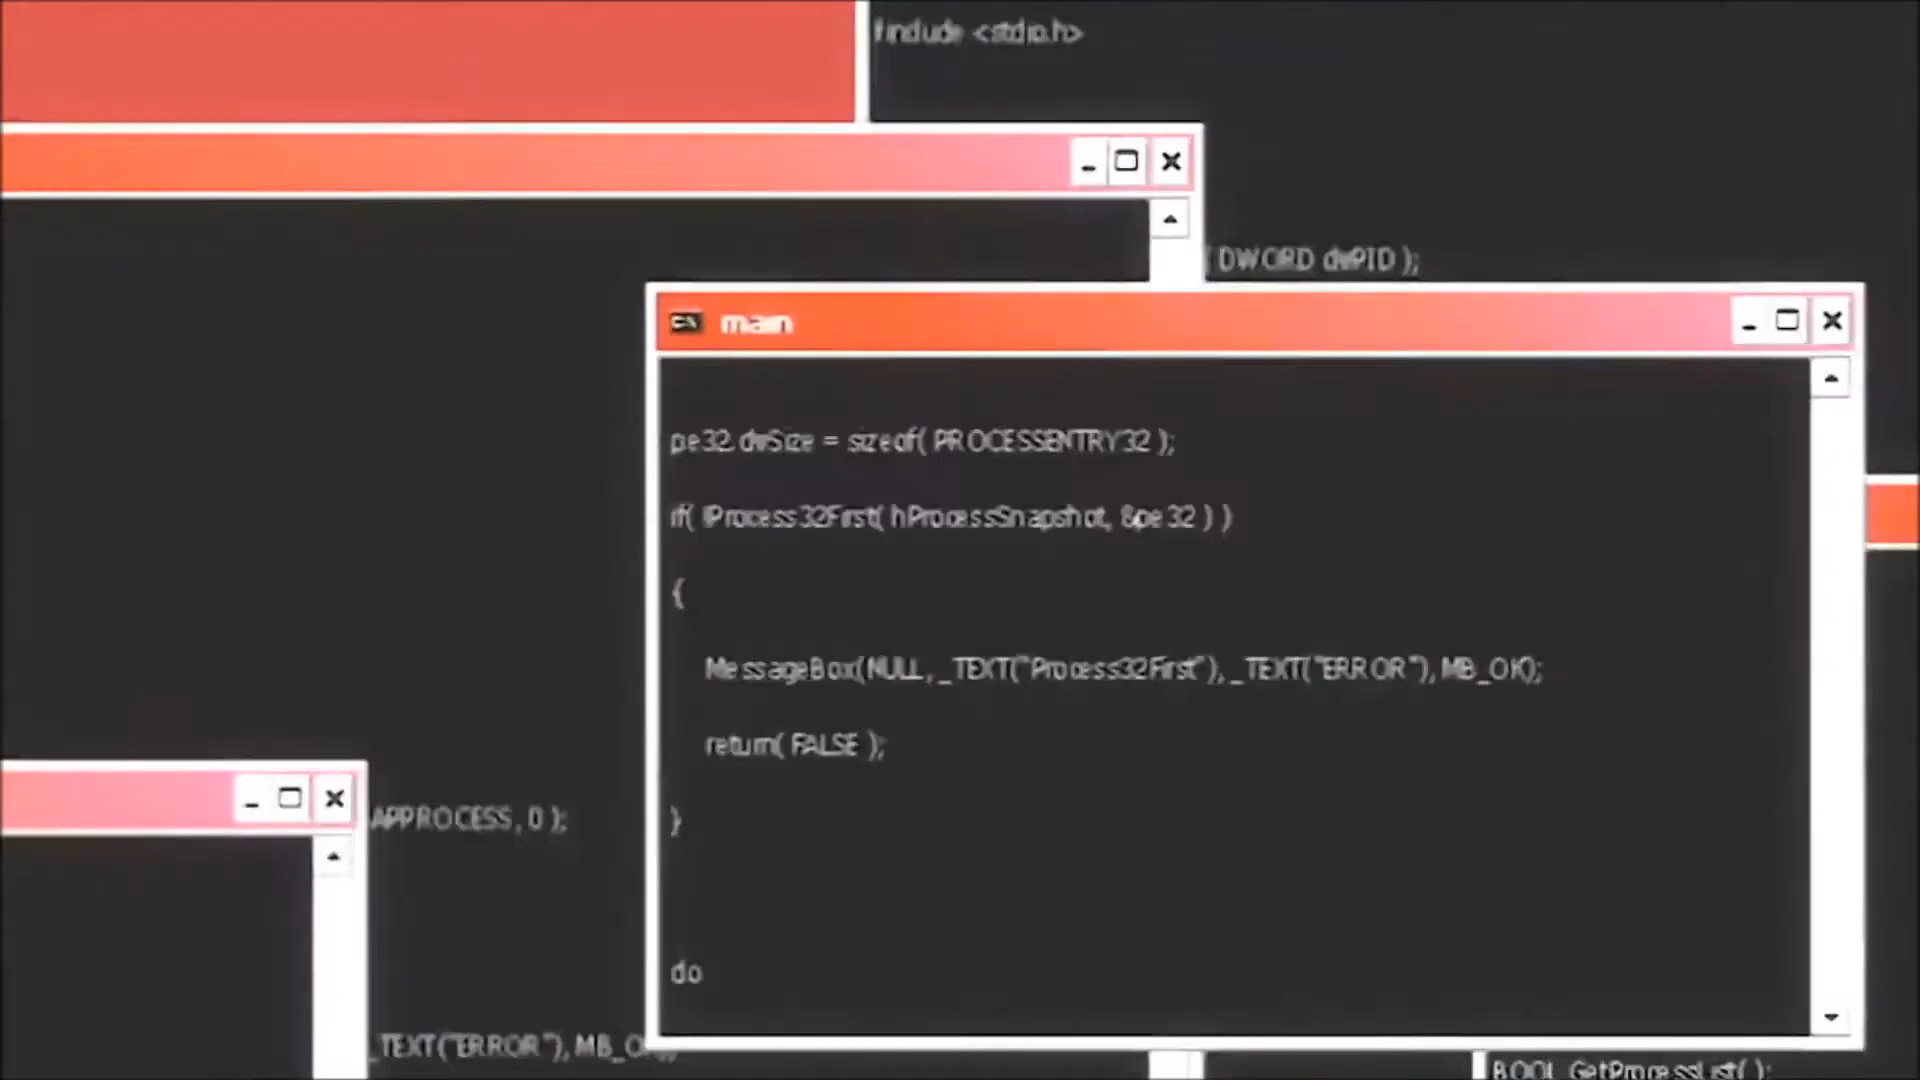 #include <stdio.h>
( DWORD dwPID );
main
pe32.dwSize = sizeof( PROCESSENTRY32 );
if( !Process32First( hProcessSnapshot, &pe32 ) )
{
MessageBox(NULL, _TEXT("Process32First"), _TEXT("ERROR"), MB_OK);
return( FALSE );
APPROCESS, 0 );
}
do
_TEXT("ERROR"), MB_OK);
BOOL GetProcessList( );